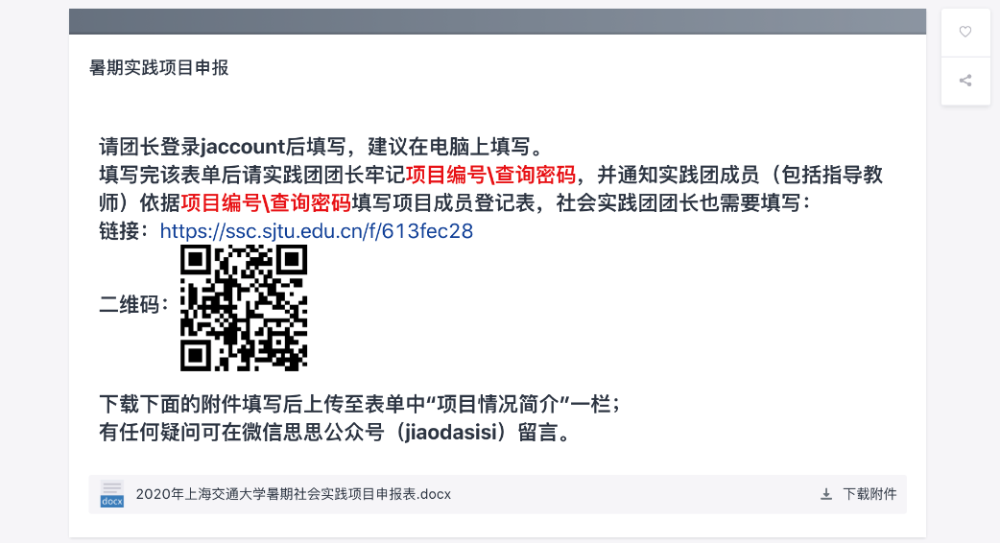 暑期实践项目申报
请团长登录jaccount后填写，建议在电脑上填写。
填写完该表单后请实践团团长牢记项目编号\查询密码，并通知实践团成员（包括指导教
师）依据项目编号\查询密码填写项目成员登记表，社会实践团团长也需要填写：
链接：https://ssc.sjtu.edu.cn/f/613fec28
二维码：
下载下面的附件填写后上传至表单中“项目情况简介”一栏；
有任何疑问可在微信思思公众号（jiaodasisi）留言。
docx 2020年上海交通大学暑期社会实践项目申报表.docx 下载附件